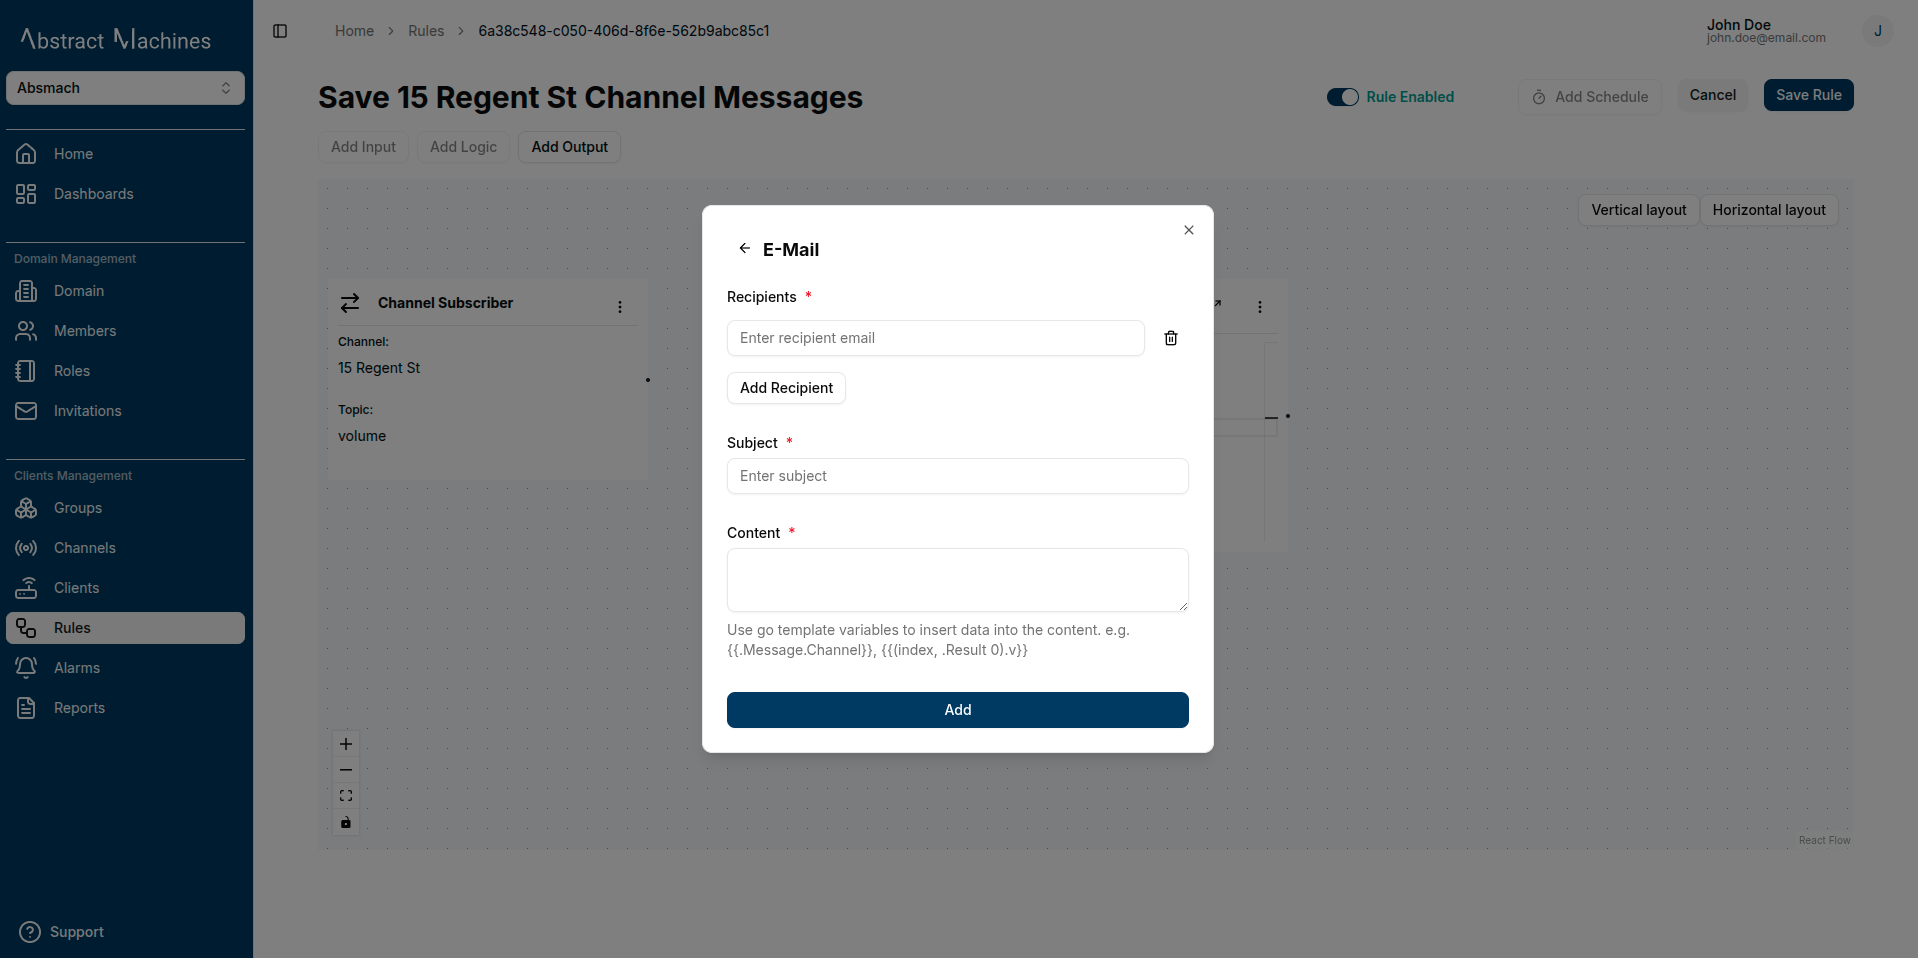 Abstract Machines
Absmach
Home
Dashboards
Domain Management
Domain
Members
Roles
Invitations
Clients Management
Groups
Channels
Clients
Rules
Alarms
Reports
Support
Home > Rules > 6a38c548-c050-406d-8f6e-562b9abc85c1
John Doe
john.doe@email.com
J
Save 15 Regent St Channel Messages
Rule Enabled
Add Schedule
Cancel
Save Rule
Add Input
Add Logic
Add Output
Vertical layout
Horizontal layout
Channel Subscriber
Channel:
15 Regent St
Topic:
volume
E-Mail
Recipients *
Enter recipient email
Add Recipient
Subject *
Enter subject
Content *
Use go template variables to insert data into the content. e.g.
{{.Message.Channel}}, {{(index, .Result 0).v}}
Add
React Flow